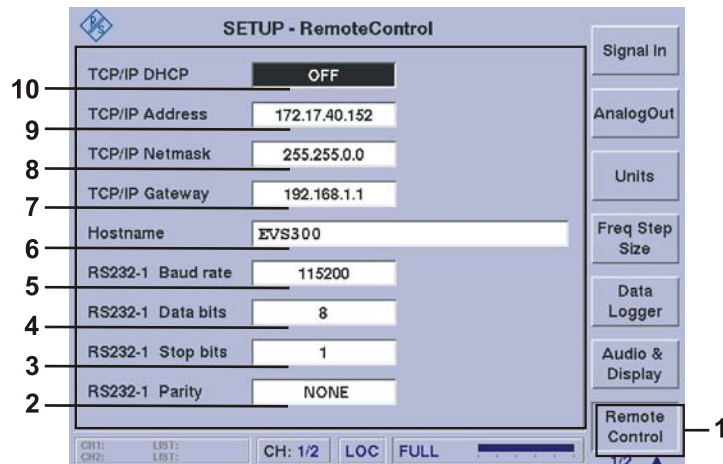 R&S
SETUP - RemoteControl
Signal In
TCP/IP DHCP OFF
10
TCP/IP Address 172.17.40.152
AnalogOut
9
TCP/IP Netmask 255.255.0.0
8
Units
TCP/IP Gateway 192.168.1.1
7
Hostname EVS300
Freq Step
Size
6
RS232-1 Baud rate 115200
5
Data
Logger
RS232-1 Data bits 8
4
RS232-1 Stop bits 1
Audio &
Display
3
RS232-1 Parity NONE
2
Remote
Control
1
CH1: LIST:
CH2: LIST:
CH: 1/2 LOC FULL
1/2